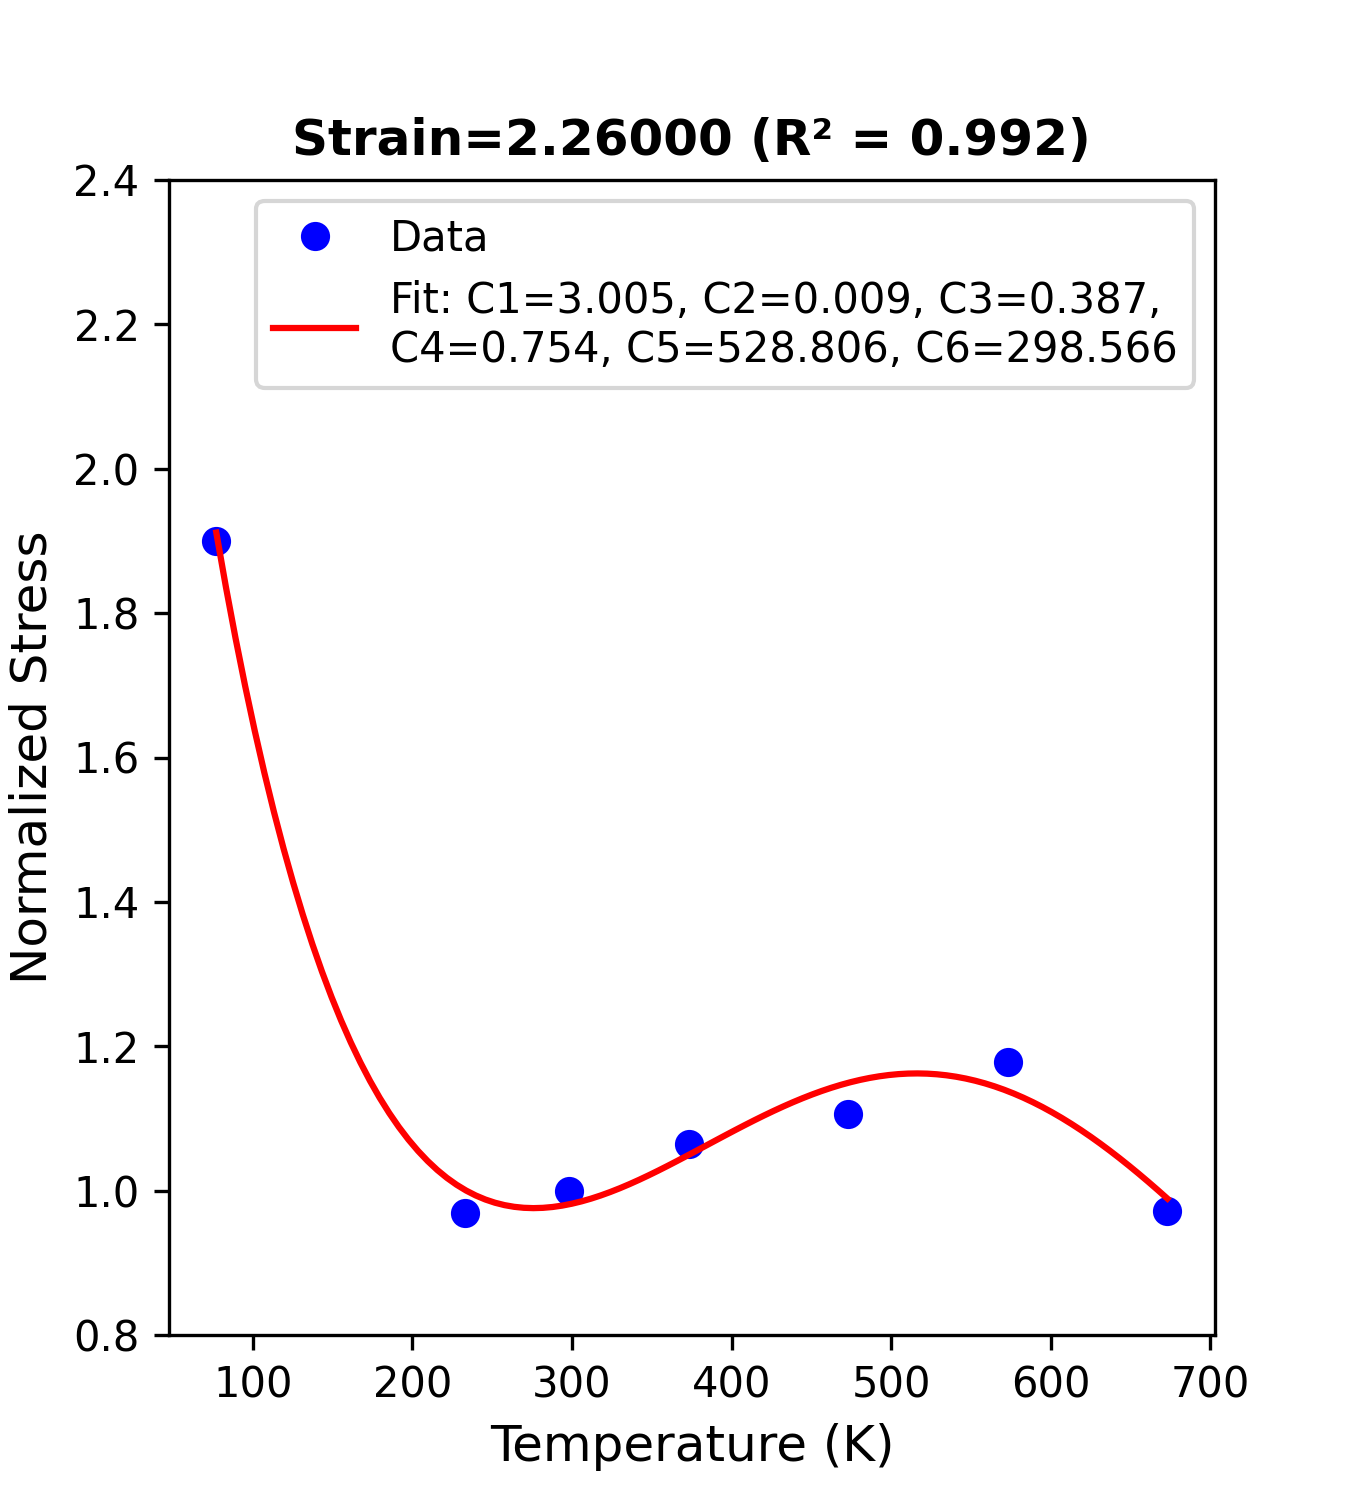 Strain=2.26000 (R² = 0.992)
2.4
2.2
2.0
1.8
1.6
1.4
1.2
1.0
0.8
Normalized Stress
Data
Fit: C1=3.005, C2=0.009, C3=0.387,
C4=0.754, C5=528.806, C6=298.566
100 200 300 400 500 600 700
Temperature (K)